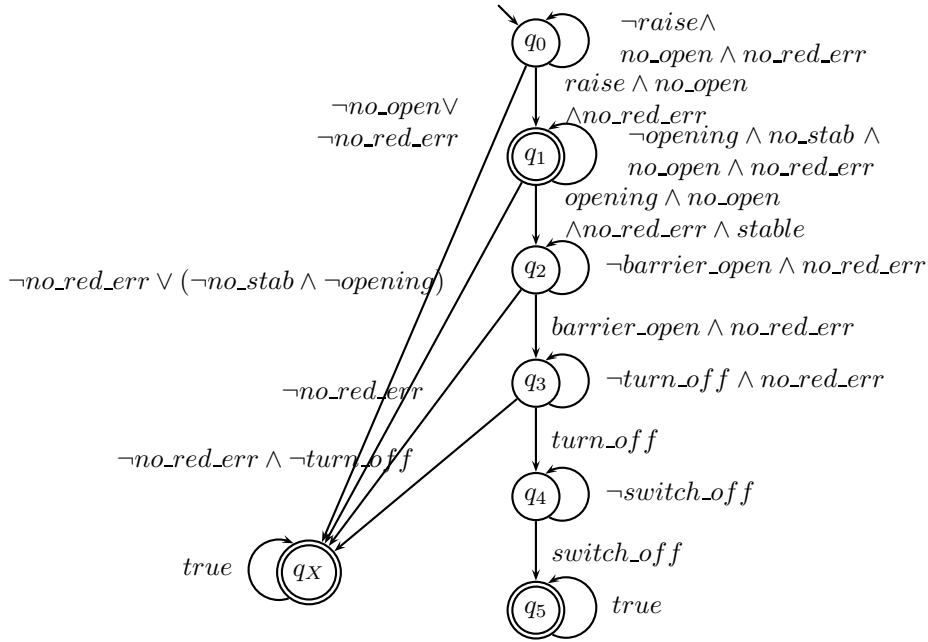 q0
¬raise∧
no_open ∧ no_red_err
raise ∧ no_open
∧no_red_err
¬no_open∨
¬no_red_err
q1
¬opening ∧ no_stab ∧
no_open ∧ no_red_err
opening ∧ no_open
∧no_red_err ∧ stable
¬no_red_err ∨ (¬no_stab ∧ ¬opening)
q2
¬barrier_open ∧ no_red_err
barrier_open ∧ no_red_err
¬no_red_err
q3
¬turn_off ∧ no_red_err
¬no_red_err ∧ ¬turn_off
turn_off
q4
¬switch_off
switch_off
true
qX
q5
true